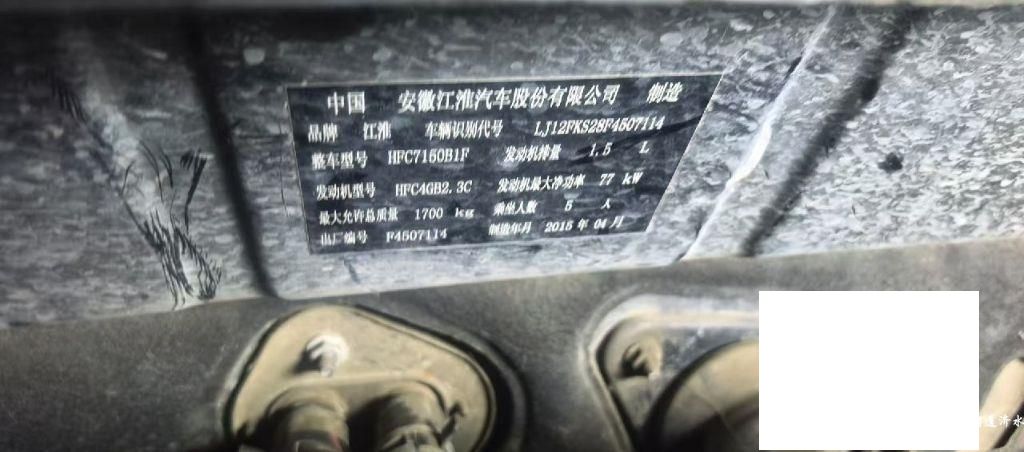 中国 安徽江淮汽车股份有限公司 制造
品牌 江淮 车辆识别代号 LJ12FKS28F4507114
整车型号 HFC7150B1F 发动机排量 1.5 L
发动机型号 HFC4GB2.3C 发动机最大净功率 77 kW
最大允许总质量 1700 kg 乘坐人数 5 人
出厂编号 F4507114 制造年月 2015 年 04 月
道济水